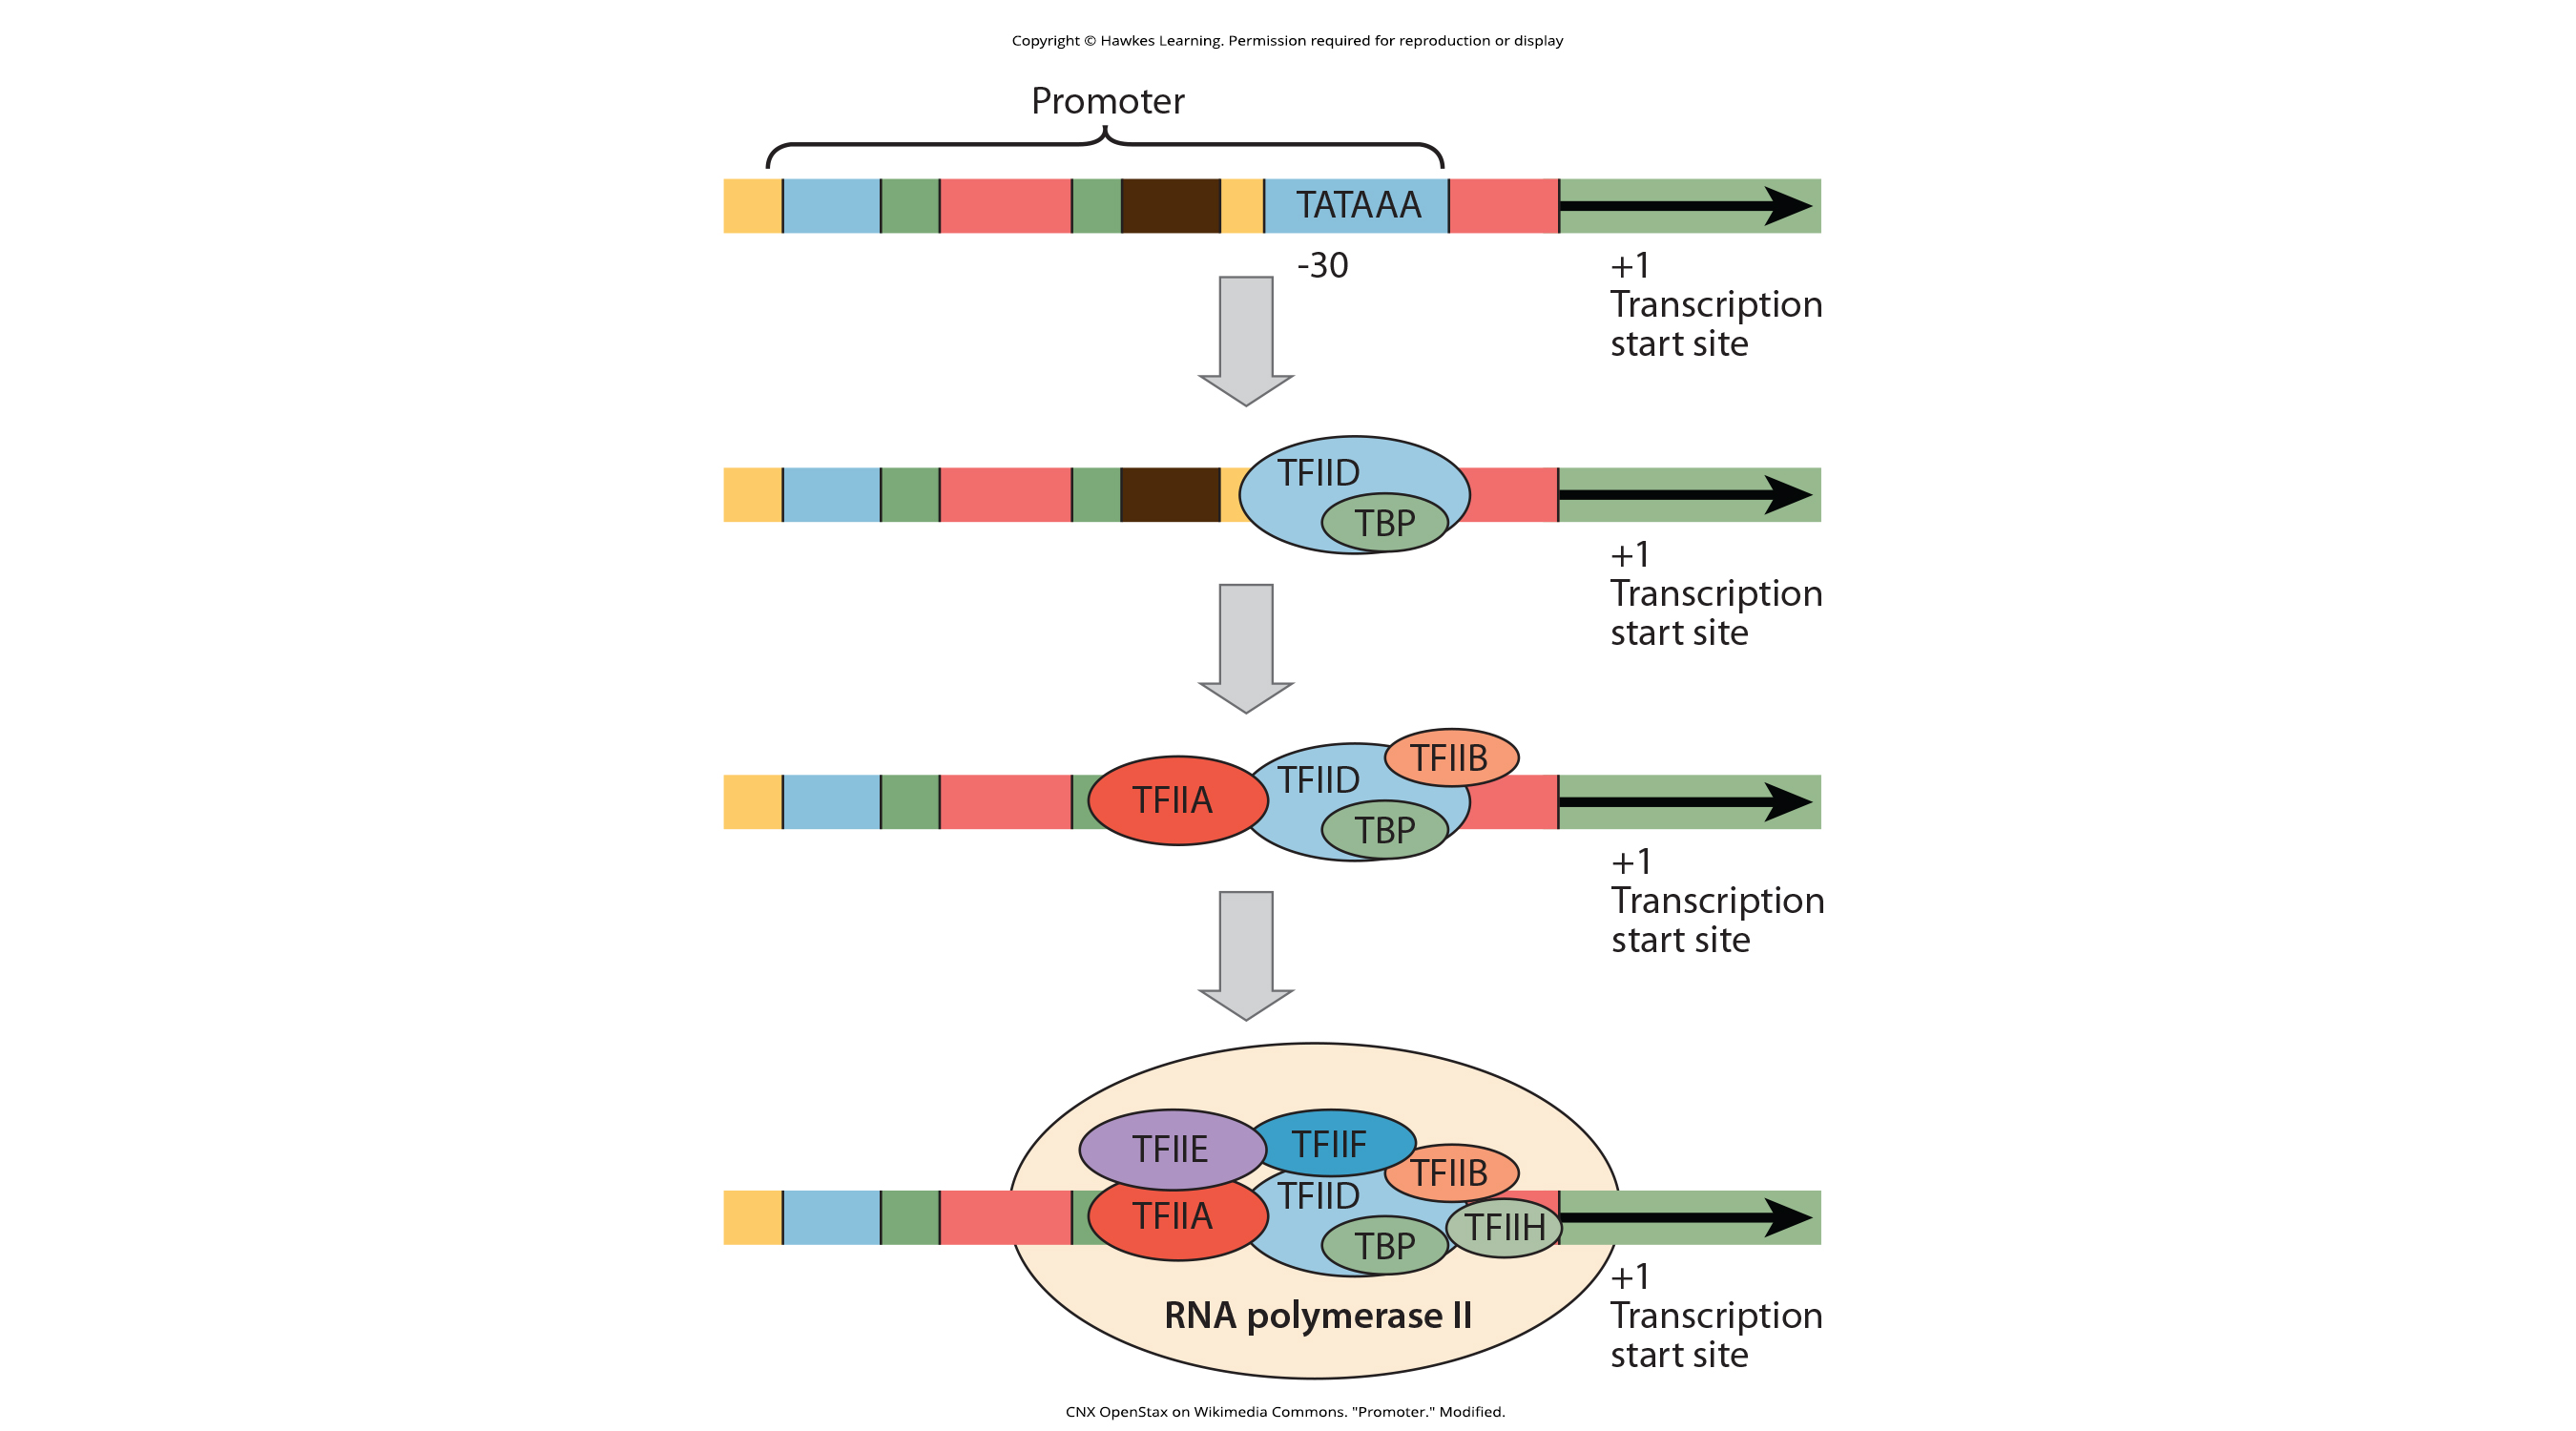 Copyright © Hawkes Learning. Permission required for reproduction or display
Promoter
TATAAA
-30
+1
Transcription
start site
TFIID
TBP
+1
Transcription
start site
TFIIB
TFIID
TFIIA
TBP
+1
Transcription
start site
TFIIE
TFIIF
TFIIB
TFIID
TFIIA
TFIIH
TBP
RNA polymerase II
+1
Transcription
start site
CNX OpenStax on Wikimedia Commons. "Promoter." Modified.